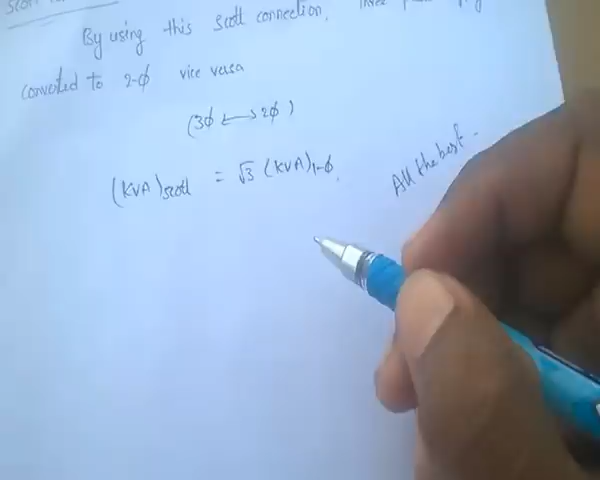 By using this scott connection,
converted to 2-ϕ vice versa
(3ϕ ⟷ 2ϕ)
(KVA)scott = √3 (KVA)1-ϕ.
All the best -